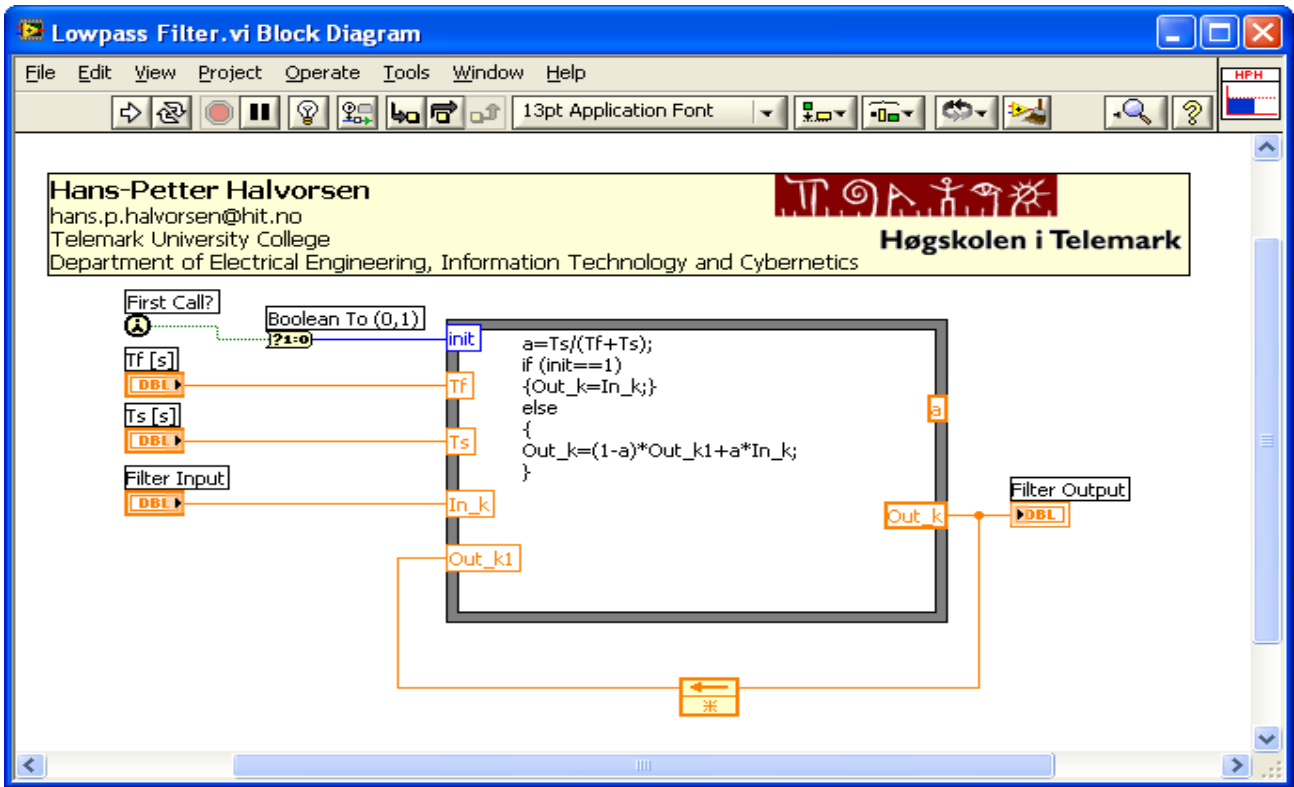 Lowpass Filter.vi Block Diagram
File Edit View Project Operate Tools Window Help
HPH
13pt Application Font
Hans-Petter Halvorsen
hans.p.halvorsen@hit.no
Telemark University College
Department of Electrical Engineering, Information Technology and Cybernetics
Høgskolen i Telemark
First Call?
i
Boolean To (0,1)
?1:0
Tf [s]
DBL
Ts [s]
DBL
Filter Input
DBL
init
Tf
Ts
In_k
Out_k1
a=Ts/(Tf+Ts);
if (init==1)
{Out_k=In_k;}
else
{
Out_k=(1-a)*Out_k1+a*In_k;
}
a
Out_k
Filter Output
DBL